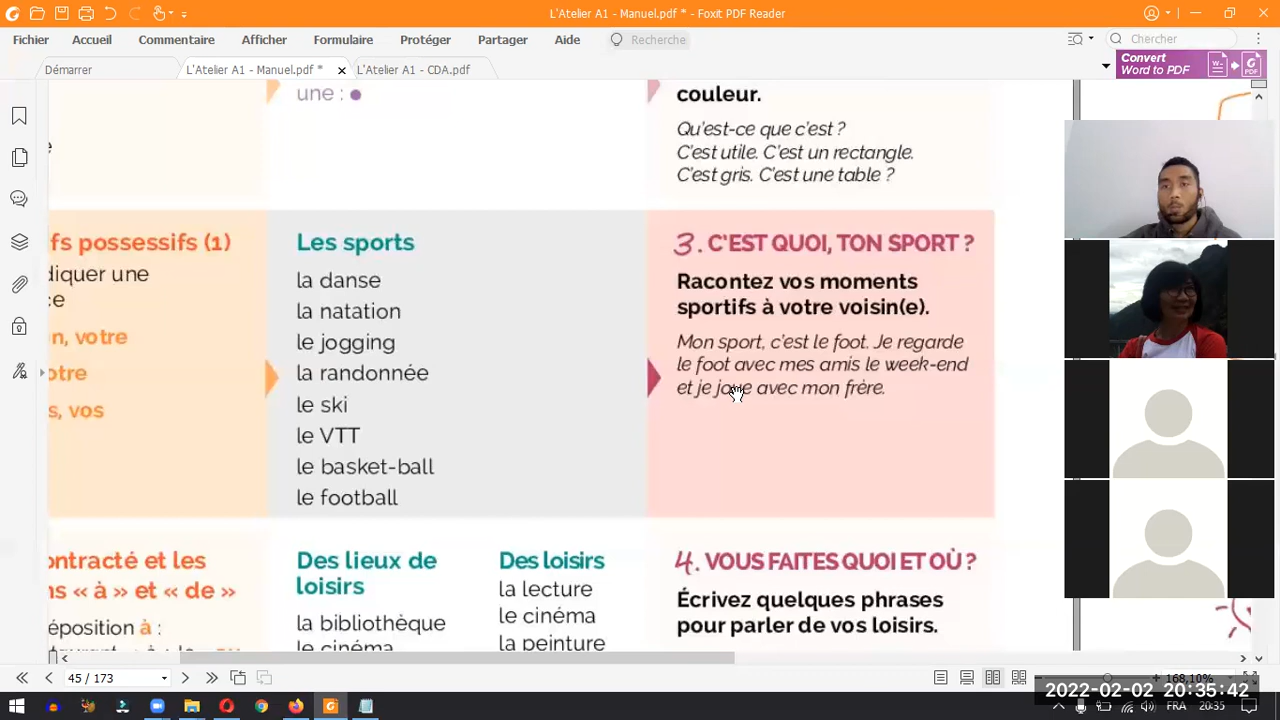 L'Atelier A1 - Manuel.pdf * - Foxit PDF Reader
Fichier Accueil Commentaire Afficher Formulaire Protéger Partager Aide Recherche Chercher
Démarrer L'Atelier A1 - Manuel.pdf * L'Atelier A1 - CDA.pdf
Convert
Word to PDF
une :
couleur.
Qu'est-ce que c'est ?
C'est utile. C'est un rectangle.
C'est gris. C'est une table ?
e
fs possessifs (1)
diquer une
ce
n, votre
otre
s, vos
Les sports
la danse
la natation
le jogging
la randonnée
le ski
le VTT
le basket-ball
le football
3. C'EST QUOI, TON SPORT ?
Racontez vos moments
sportifs à votre voisin(e).
Mon sport, c'est le foot. Je regarde
le foot avec mes amis le week-end
et je joue avec mon frère.
ontracté et les
ns « à » et « de »
éposition à :
Des lieux de
loisirs
la bibliothèque
le cinéma
Des loisirs
la lecture
le cinéma
la peinture
4. VOUS FAITES QUOI ET OÙ ?
Écrivez quelques phrases
pour parler de vos loisirs.
45 / 173
168,10%
2022-02-02 20:35:42
FRA
20:35